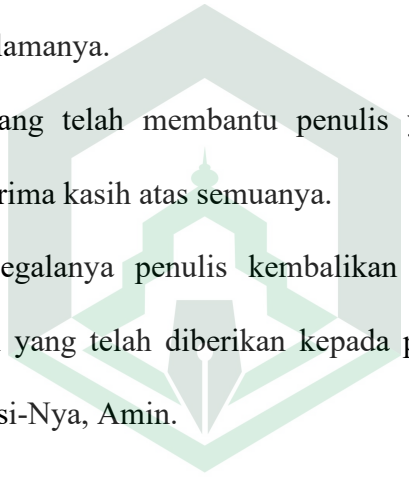 lamanya.
ang telah membantu penulis
rima kasih atas semuanya.
egalanya penulis kembalikan
yang telah diberikan kepada p
si-Nya, Amin.